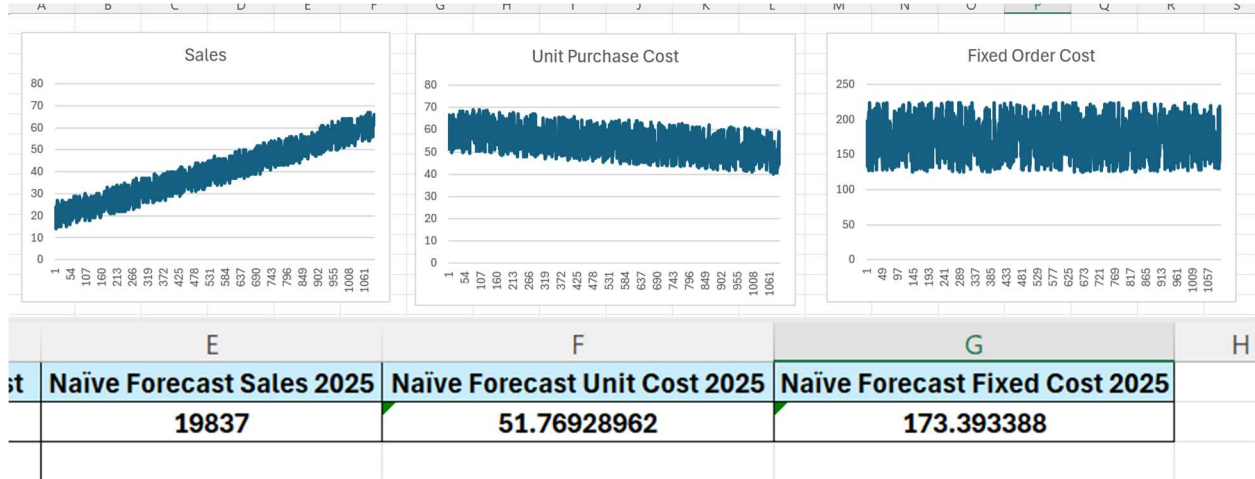 A B C D E F G H I J K L M N O P Q R S
Sales
80
70
60
50
40
30
20
10
0
1 54 107 160 213 266 319 372 425 478 531 584 637 690 743 796 849 902 955 1008 1061
Unit Purchase Cost
80
70
60
50
40
30
20
10
0
1 54 107 160 213 266 319 372 425 478 531 584 637 690 743 796 849 902 955 1008 1061
Fixed Order Cost
250
200
150
100
50
0
1 49 97 145 193 241 289 337 385 433 481 529 577 625 673 721 769 817 865 913 961 1009 1057
E F G H
st Naïve Forecast Sales 2025 Naïve Forecast Unit Cost 2025 Naïve Forecast Fixed Cost 2025
19837 51.76928962 173.393388